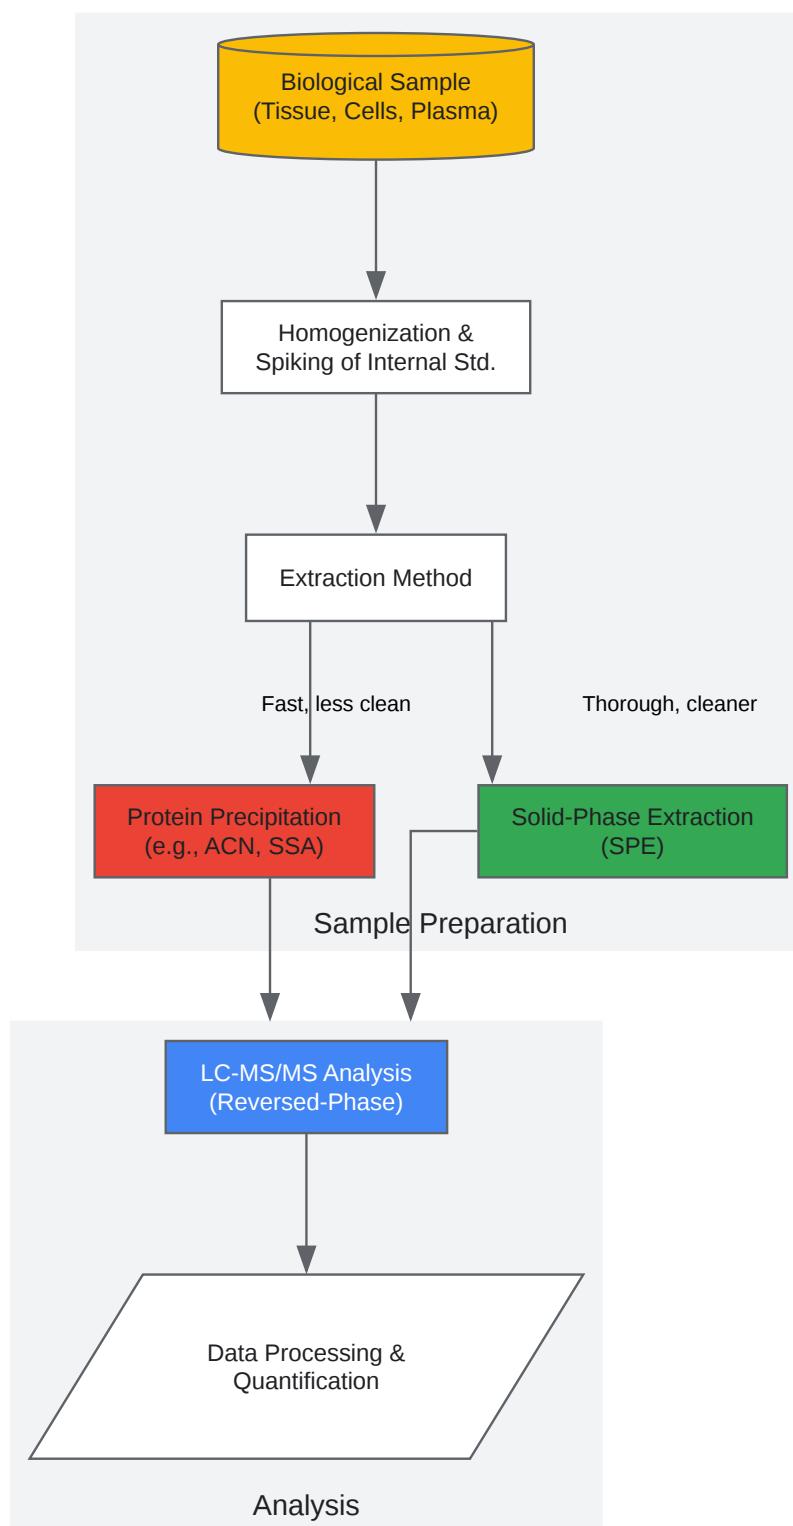 Biological Sample
(Tissue, Cells, Plasma)
Homogenization &
Spiking of Internal Std.
Extraction Method
Fast, less clean
Thorough, cleaner
Protein Precipitation
(e.g., ACN, SSA)
Solid-Phase Extraction
(SPE)
Sample Preparation
LC-MS/MS Analysis
(Reversed-Phase)
Data Processing &
Quantification
Analysis